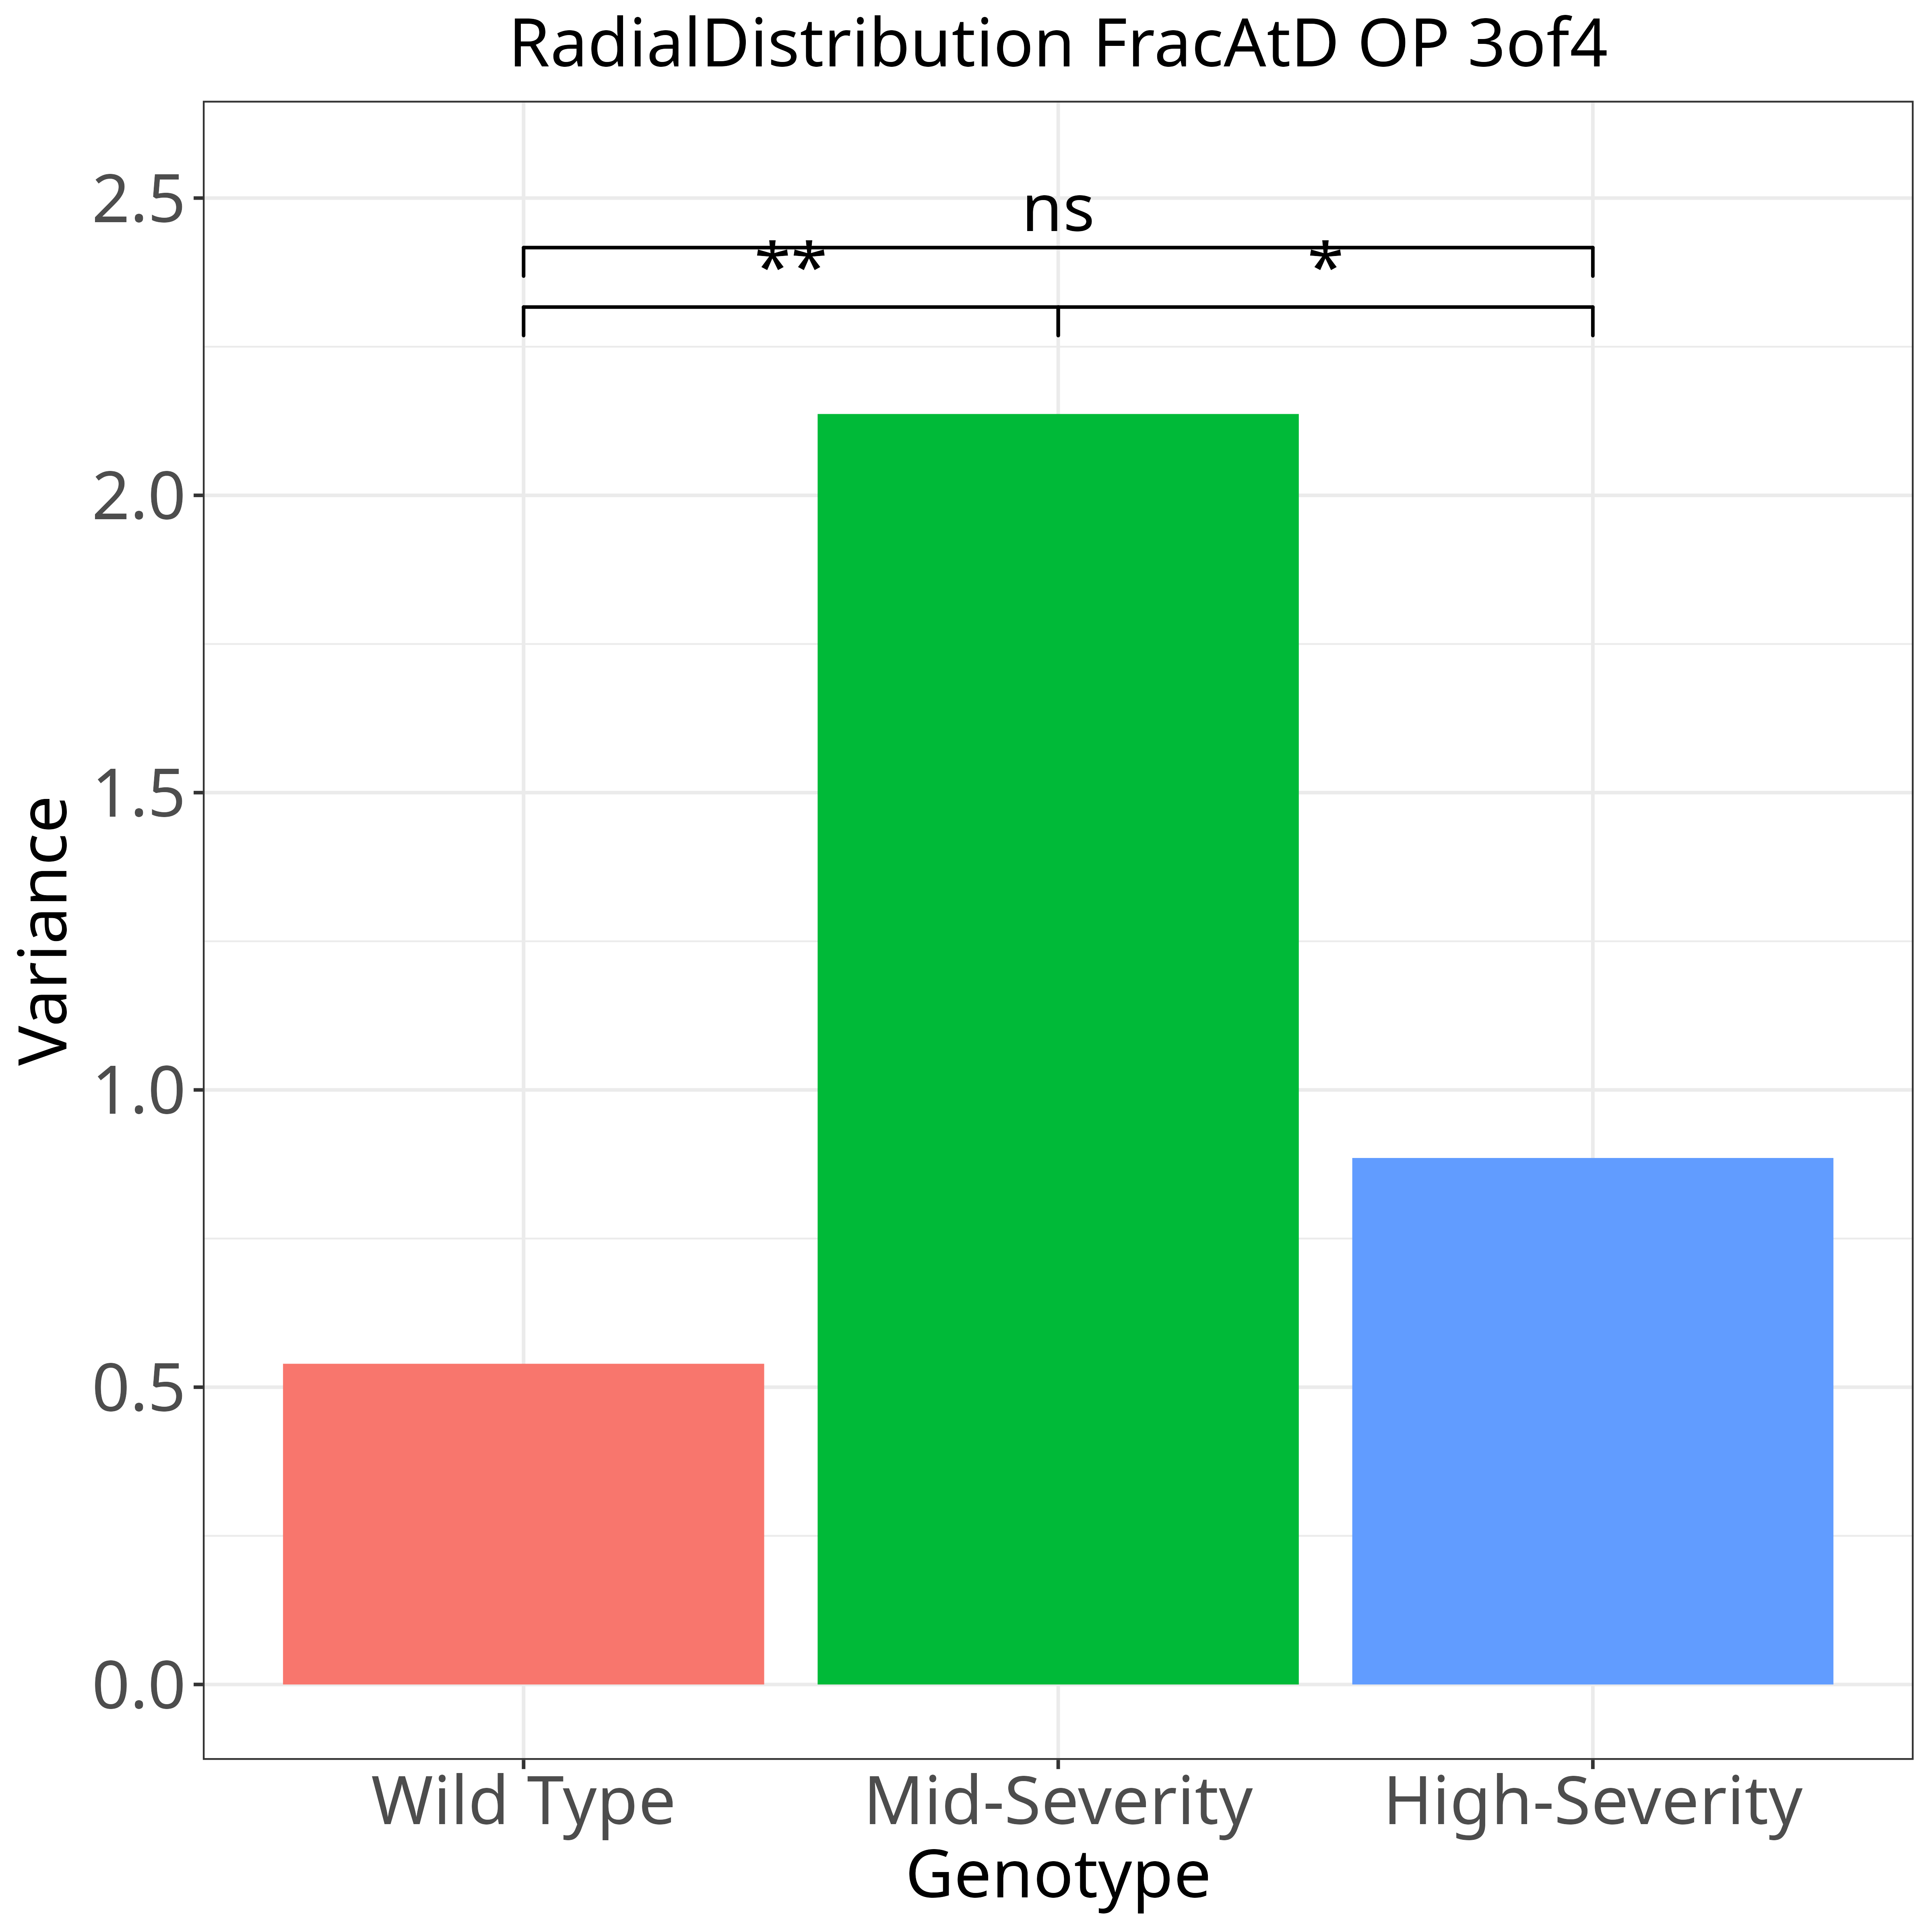 RadialDistribution FracAtD OP 3of4
2.5
2.0
1.5
1.0
0.5
0.0
Variance
ns
** *
Wild Type Mid-Severity High-Severity
Genotype